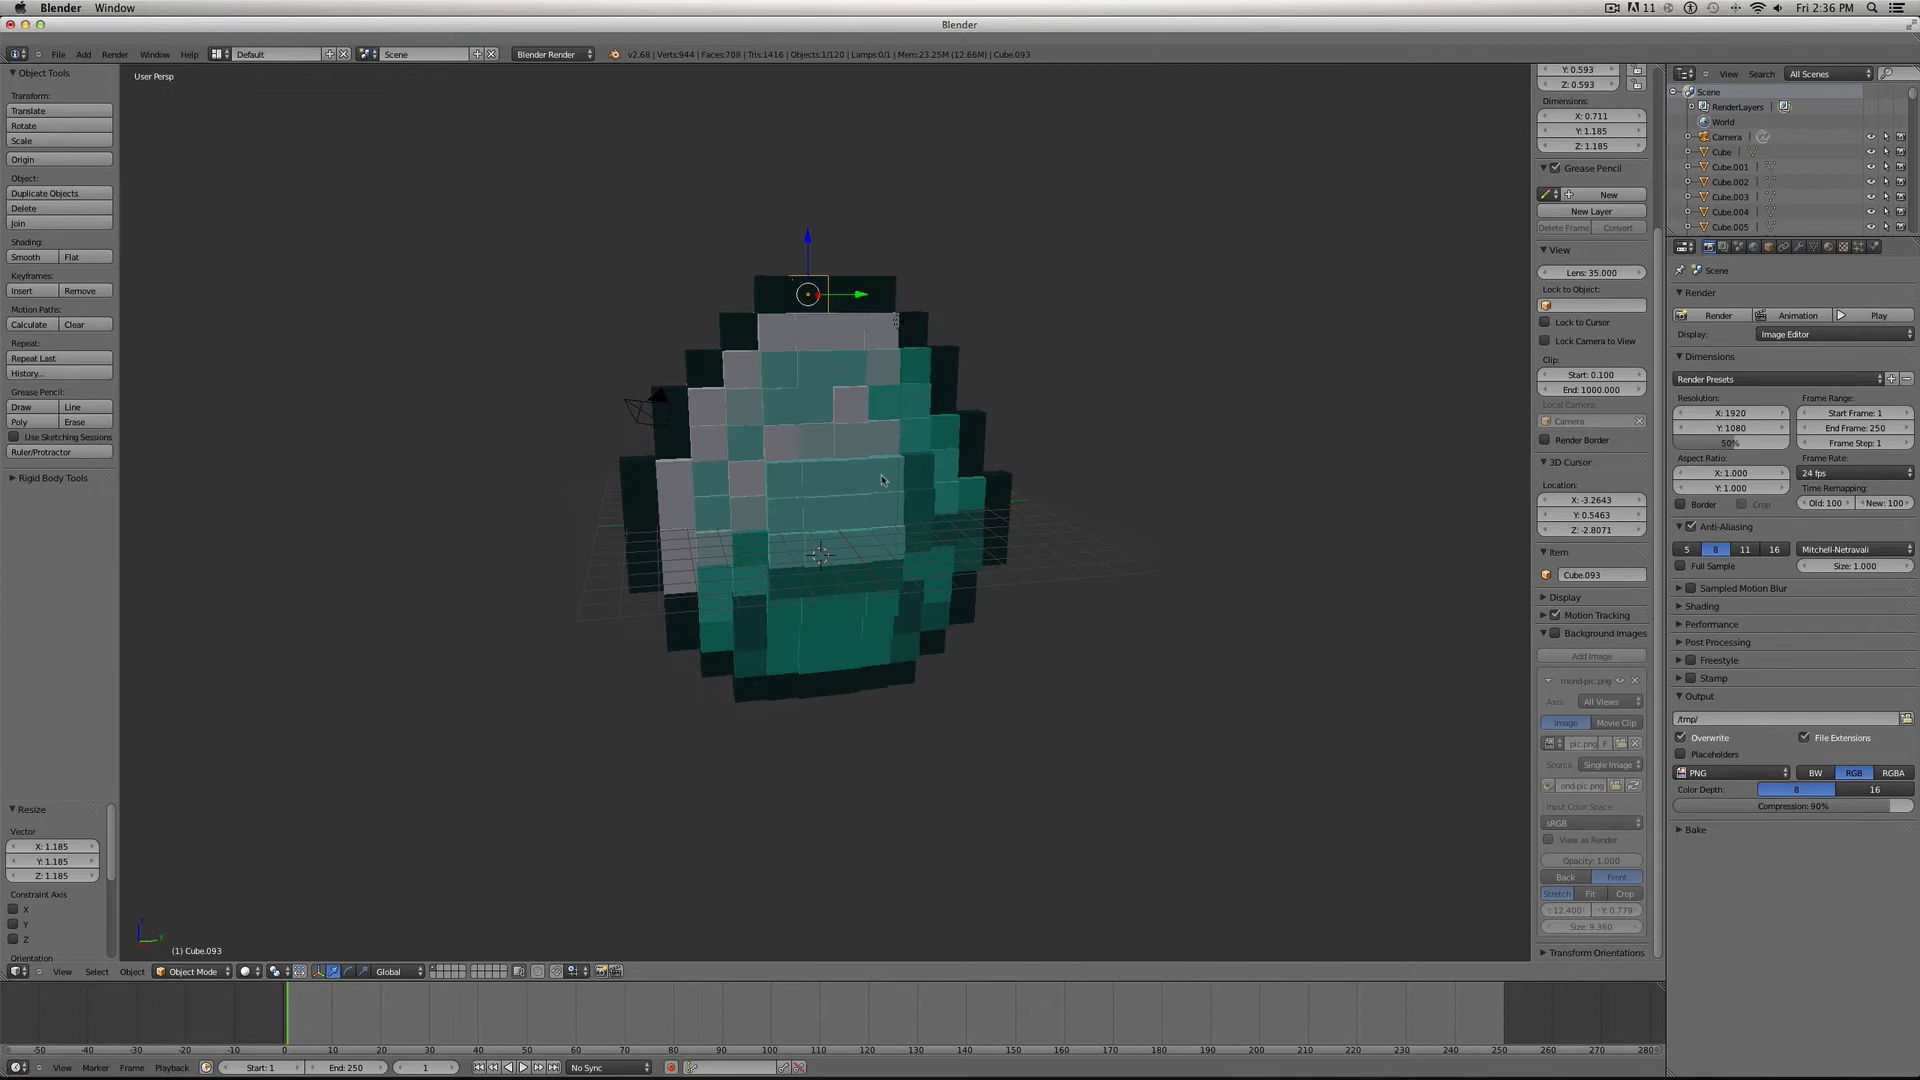 Blender Window 11 Fri 2:36 PM
Blender
File Add Render Window Help Default Scene Blender Render v2.68 | Verts:944 | Faces:708 | Tris:1416 | Objects:1/120 | Lamps:0/1 | Mem:23.25M (12.66M) | Cube.093
Object Tools
Transform:
Translate
Rotate
Scale
Origin
Object:
Duplicate Objects
Delete
Join
Shading:
Smooth Flat
Keyframes:
Insert Remove
Motion Paths:
Calculate Clear
Repeat:
Repeat Last
History...
Grease Pencil:
Draw Line
Poly Erase
Use Sketching Sessions
Ruler/Protractor
Rigid Body Tools
Resize
Vector
X: 1.185
Y: 1.185
Z: 1.185
Constraint Axis
X
Y
Z
Orientation
User Persp
z
y
(1) Cube.093
Y: 0.593
Z: 0.593
Dimensions:
X: 0.711
Y: 1.185
Z: 1.185
Grease Pencil
New
New Layer
Delete Frame Convert
View
Lens: 35.000
Lock to Object:
Lock to Cursor
Lock Camera to View
Clip:
Start: 0.100
End: 1000.000
Local Camera:
Camera
Render Border
3D Cursor
Location:
X: -3.2643
Y: 0.5463
Z: -2.8071
Item
Cube.093
Display
Motion Tracking
Background Images
Add Image
mond-pic.png
Axis: All Views
Image Movie Clip
pic.png F
Source Single Image
ond-pic.png
Input Color Space:
sRGB
View as Render
Opacity: 1.000
Back Front
Stretch Fit Crop
12.400 Y: 0.779
Size: 9.360
Transform Orientations
View Search All Scenes
Scene
RenderLayers |
World
Camera |
Cube |
Cube.001 |
Cube.002 |
Cube.003 |
Cube.004 |
Cube.005 |
Scene
Render
Render Animation Play
Display: Image Editor
Dimensions
Render Presets
Resolution: Frame Range:
X: 1920 Start Frame: 1
Y: 1080 End Frame: 250
50% Frame Step: 1
Aspect Ratio: Frame Rate:
X: 1.000 24 fps
Y: 1.000 Time Remapping:
Border Crop Old: 100 New: 100
Anti-Aliasing
5 8 11 16 Mitchell-Netravali
Full Sample Size: 1.000
Sampled Motion Blur
Shading
Performance
Post Processing
Freestyle
Stamp
Output
/tmp/
Overwrite File Extensions
Placeholders
PNG BW RGB RGBA
Color Depth: 8 16
Compression: 90%
Bake
View Select Object Object Mode Global
-50 -40 -30 -20 -10 0 10 20 30 40 50 60 70 80 90 100 110 120 130 140 150 160 170 180 190 200 210 220 230 240 250 260 270 280
View Marker Frame Playback Start: 1 End: 250 1 No Sync